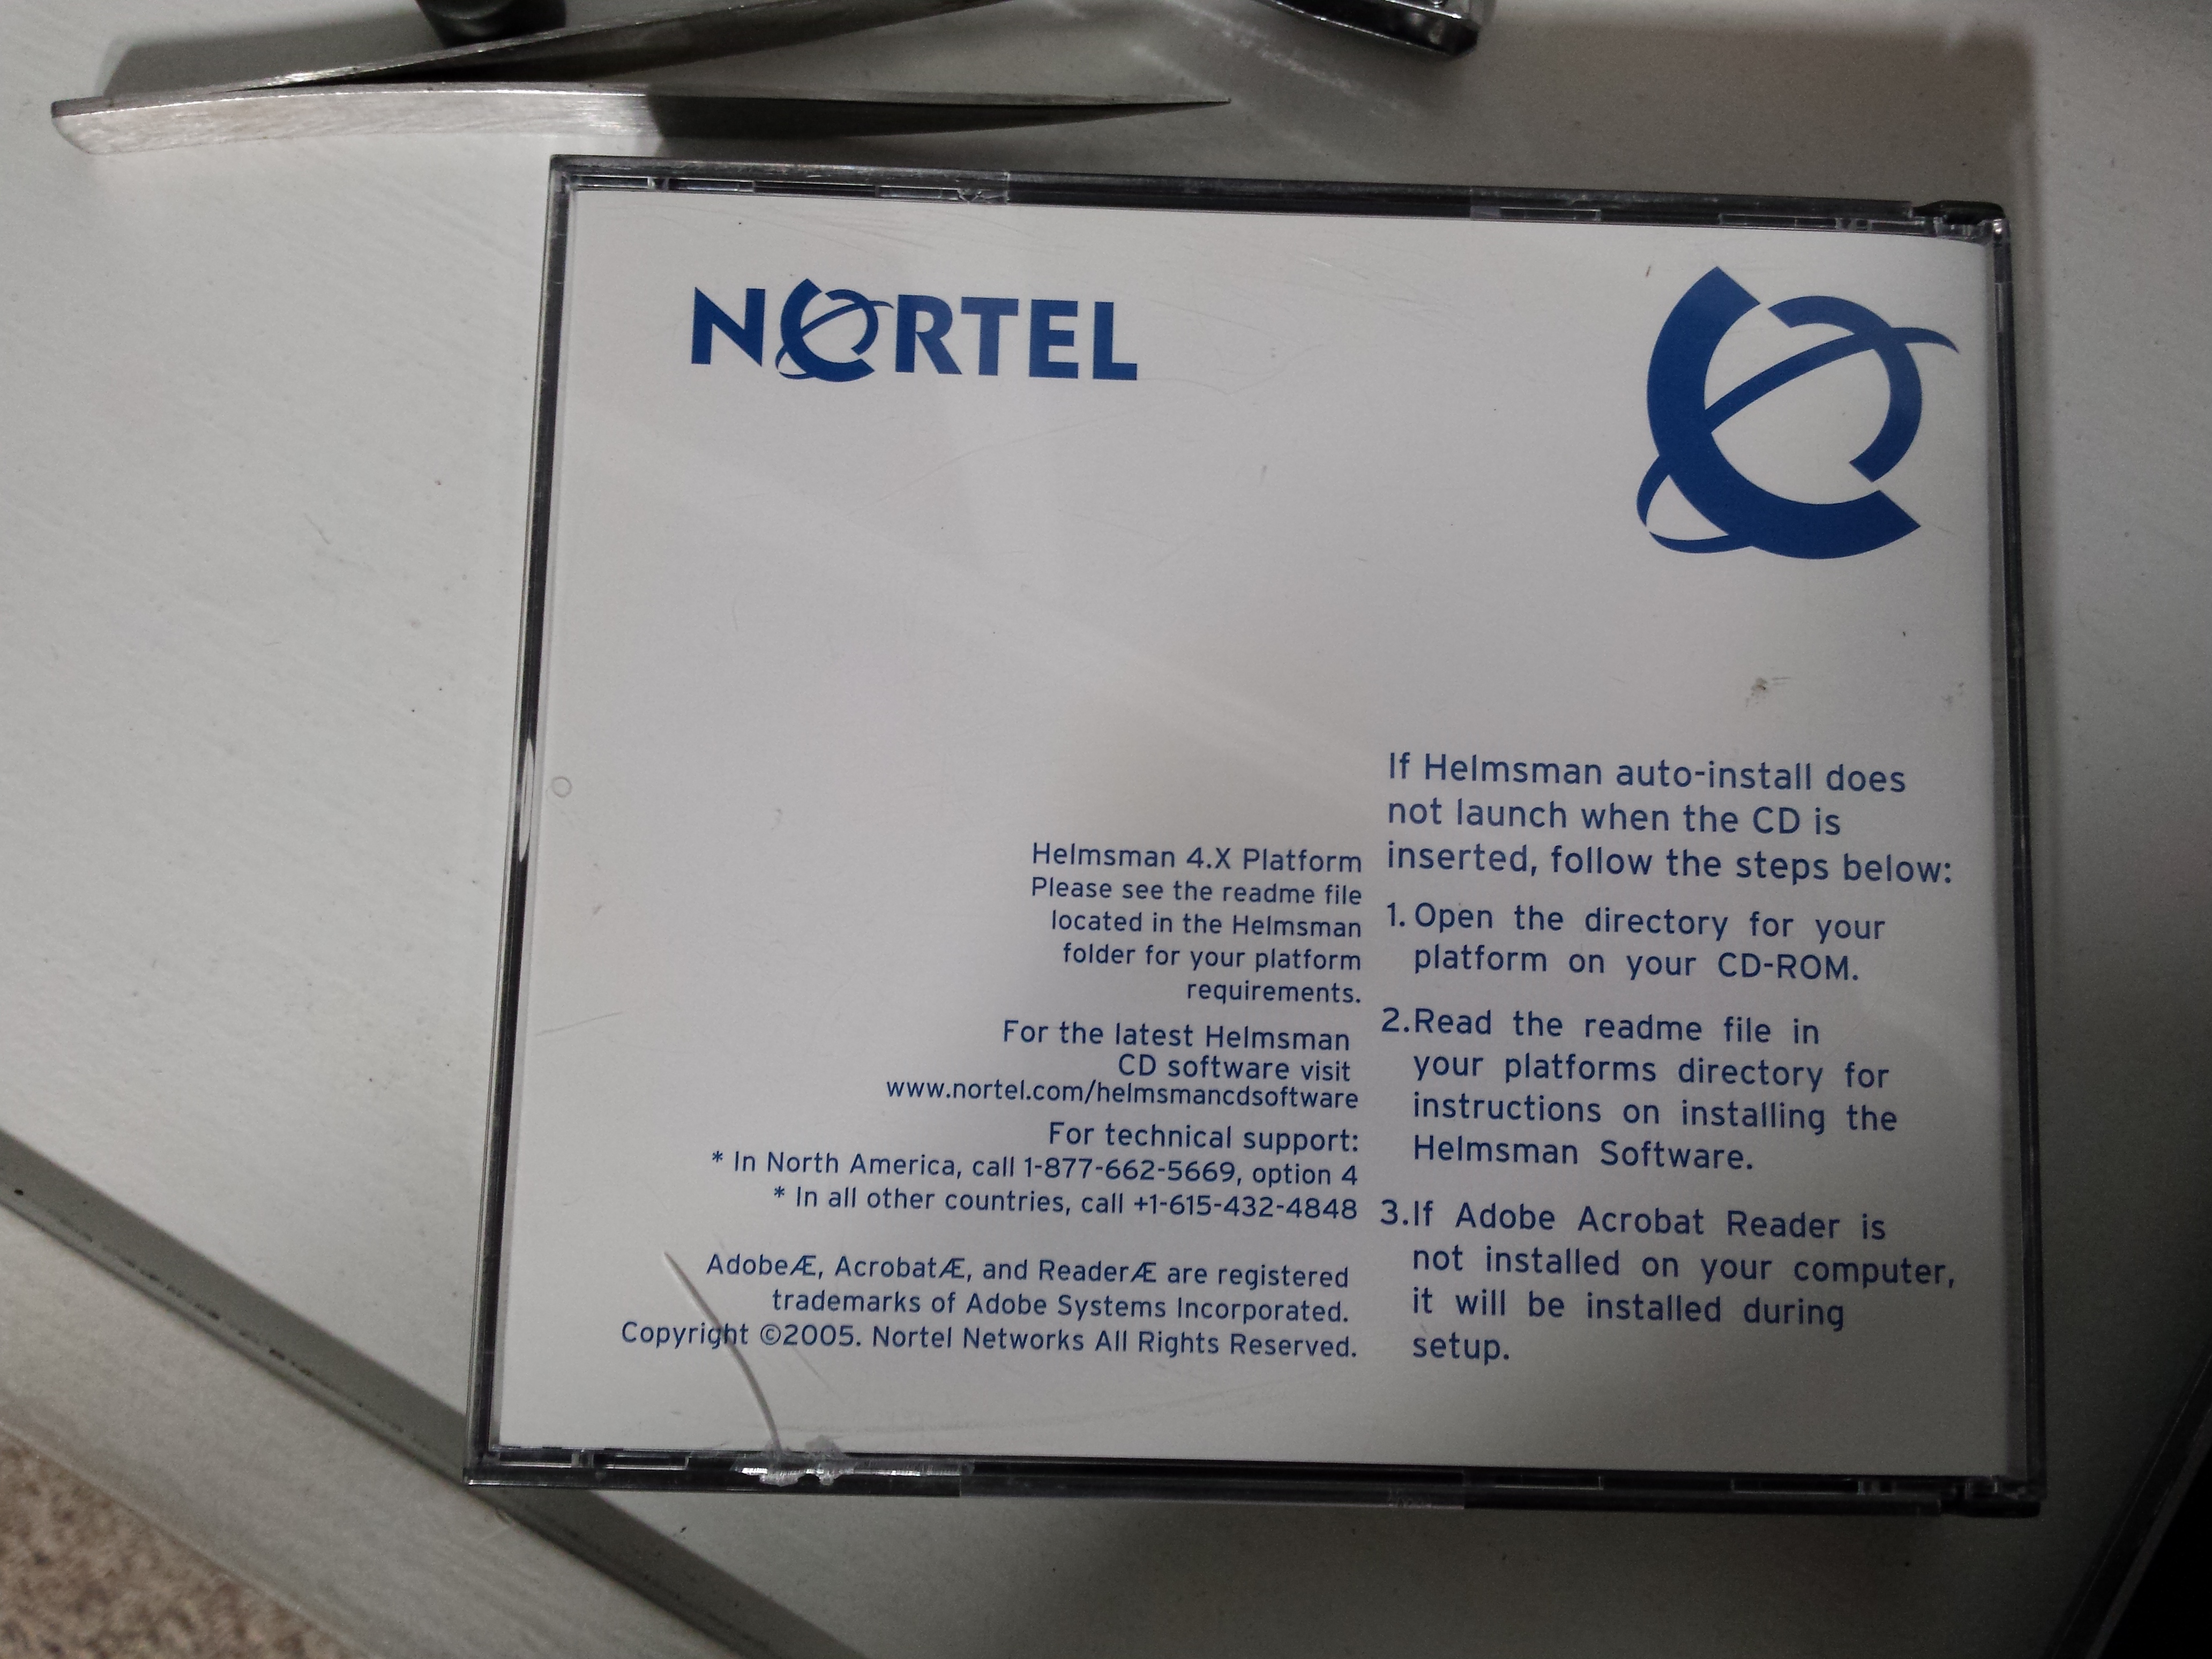 NORTEL
Helmsman 4.X Platform
Please see the readme file
located in the Helmsman
folder for your platform
requirements.
For the latest Helmsman
CD software visit
www.nortel.com/helmsmancdsoftware
For technical support:
* In North America, call 1-877-662-5669, option 4
* In all other countries, call +1-615-432-4848
AdobeÆ, AcrobatÆ, and ReaderÆ are registered
trademarks of Adobe Systems Incorporated.
Copyright ©2005. Nortel Networks All Rights Reserved.
If Helmsman auto-install does
not launch when the CD is
inserted, follow the steps below:
1. Open the directory for your
platform on your CD-ROM.
2.Read the readme file in
your platforms directory for
instructions on installing the
Helmsman Software.
3.If Adobe Acrobat Reader is
not installed on your computer,
it will be installed during
setup.